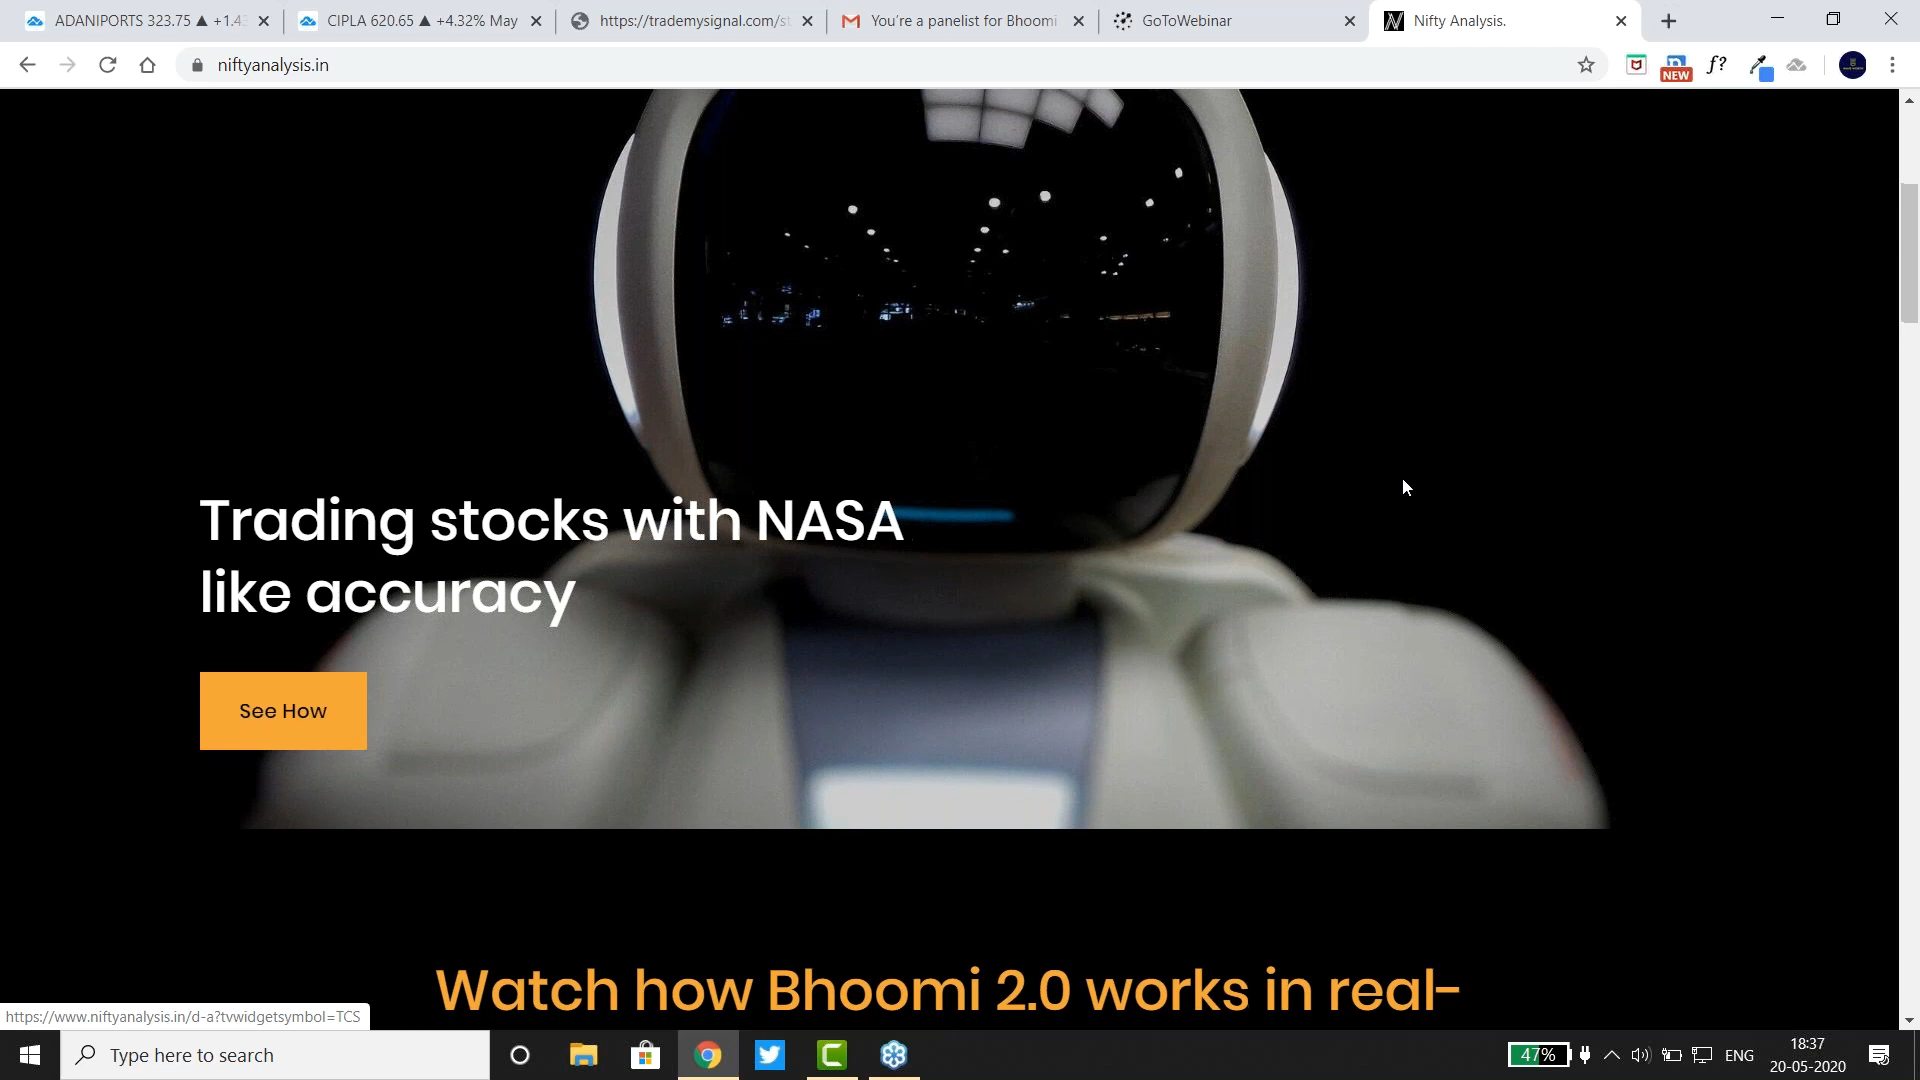 ADANIPORTS 323.75 ▲ +1.43
CIPLA 620.65 ▲ +4.32% May
https://trademysignal.com/st
You're a panelist for Bhoomi
GoToWebinar
Nifty Analysis.
niftyanalysis.in
NEW
f?
Trading stocks with NASA
like accuracy
See How
Watch how Bhoomi 2.0 works in real-
https://www.niftyanalysis.in/d-a?tvwidgetsymbol=TCS
Type here to search
47%
ENG
18:37
20-05-2020